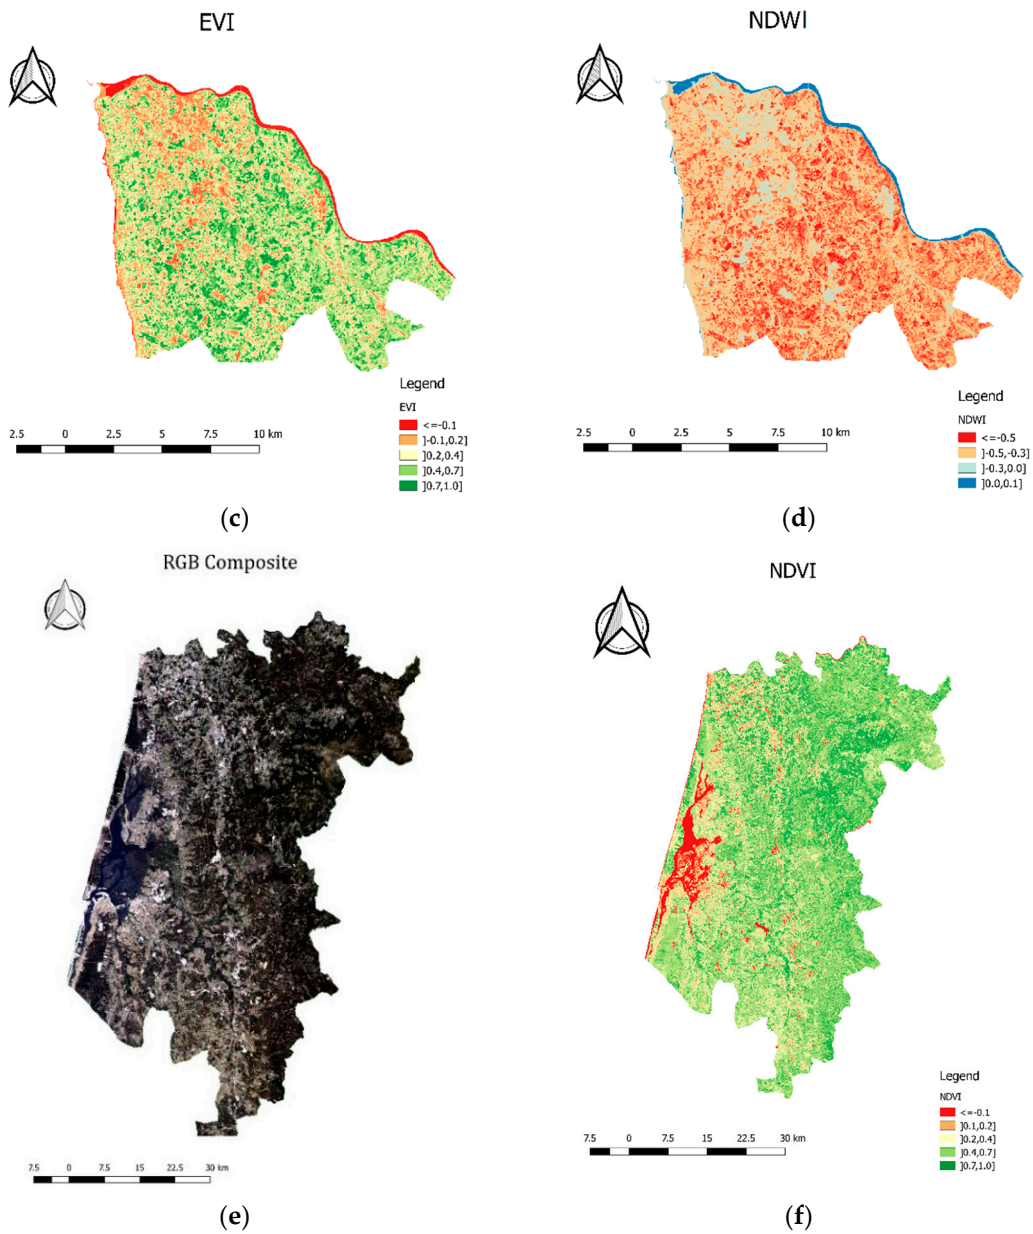 EVI
Legend
EVI
<=-0.1
]-0.1,0.2]
]0.2,0.4]
]0.4,0.7]
]0.7,1.0]
2.5 0 2.5 5 7.5 10 km
(c)
NDWI
Legend
NDWI
<=-0.5
]-0.5,-0.3]
]-0.3,0.0]
]0.0,0.1]
2.5 0 2.5 5 7.5 10 km
(d)
RGB Composite
7.5 0 7.5 15 22.5 30 km
(e)
NDVI
Legend
NDVI
<=-0.1
]0.1,0.2]
]0.2,0.4]
]0.4,0.7]
]0.7,1.0]
7.5 0 7.5 15 22.5 30 km
(f)